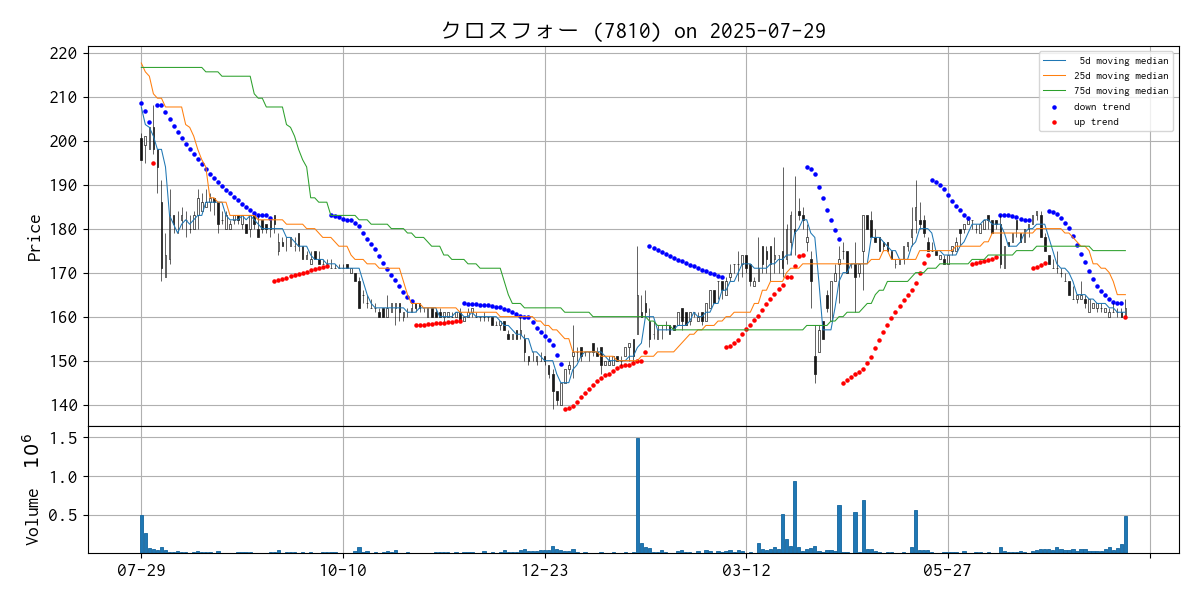 クロスフォー (7810) on 2025-07-29
220
210
200
190
180
170
160
150
140
Price
5d moving median
25d moving median
75d moving median
down trend
up trend
1.5
1.0
0.5
Volume 10^6
07-29
10-10
12-23
03-12
05-27